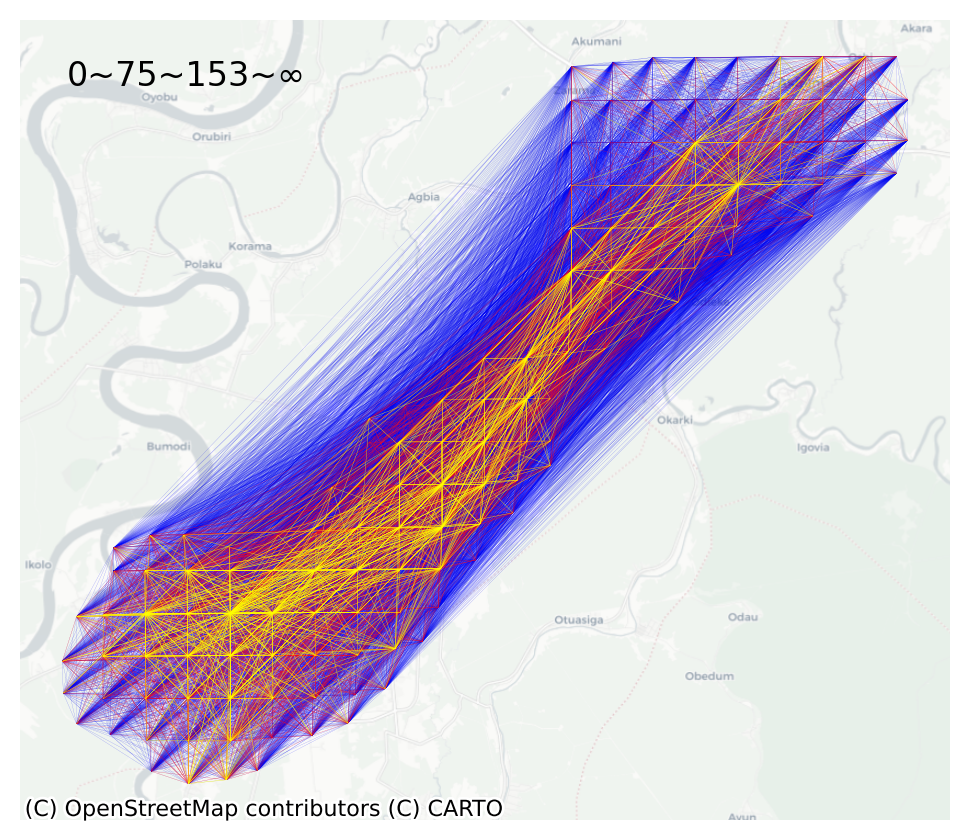 Akumani
Akara
0~75~153~∞
Zarama
Oyobu
Orubiri
Agbia
Korama
Polaku
Okarki
Bumodi
Igovia
Ikolo
Otuasiga
Odau
Obedum
(C) OpenStreetMap contributors (C) CARTO
Ayun